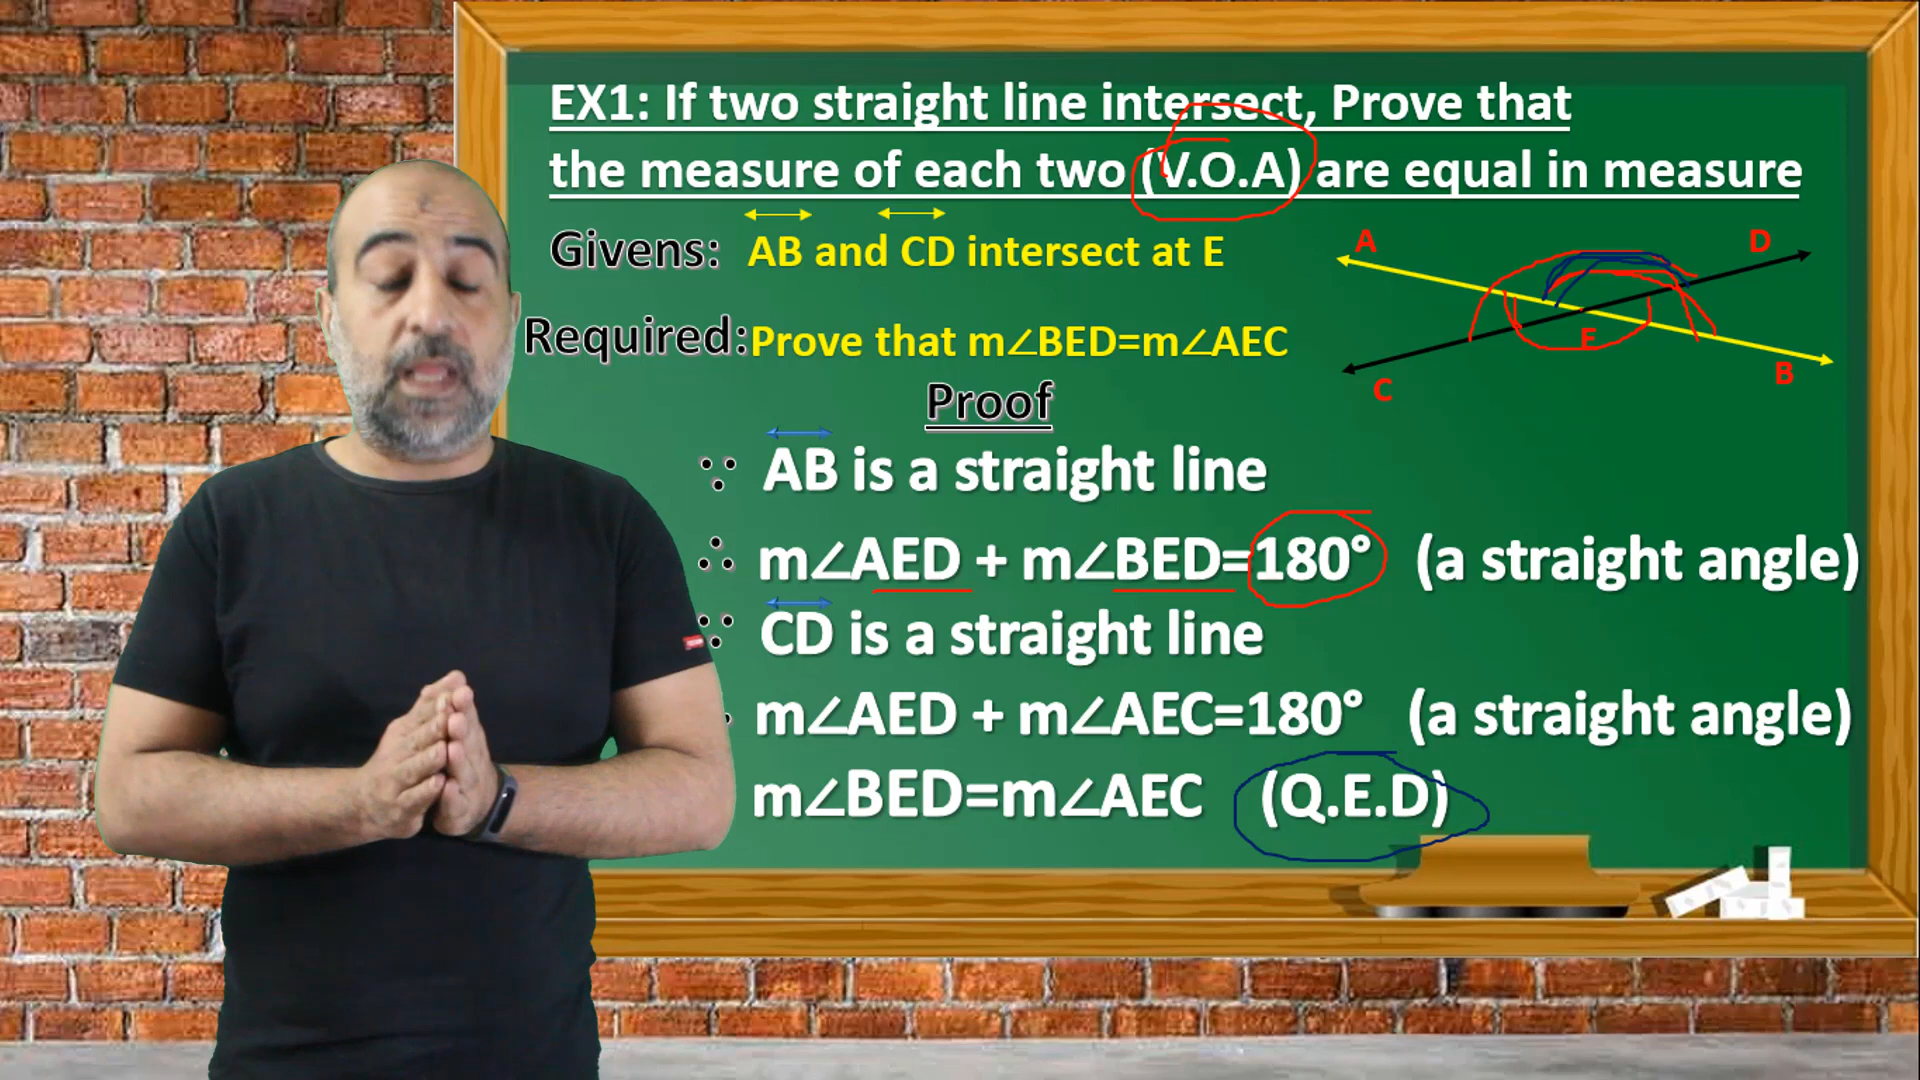 EX1: If two straight line intersect, Prove that
the measure of each two (V.O.A) are equal in measure
Givens: AB and CD intersect at E
Required: Prove that m∠BED=m∠AEC
A
D
E
B
C
Proof
∵ AB is a straight line
∴ m∠AED + m∠BED=180° (a straight angle)
∵ CD is a straight line
m∠AED + m∠AEC=180° (a straight angle)
m∠BED=m∠AEC (Q.E.D)